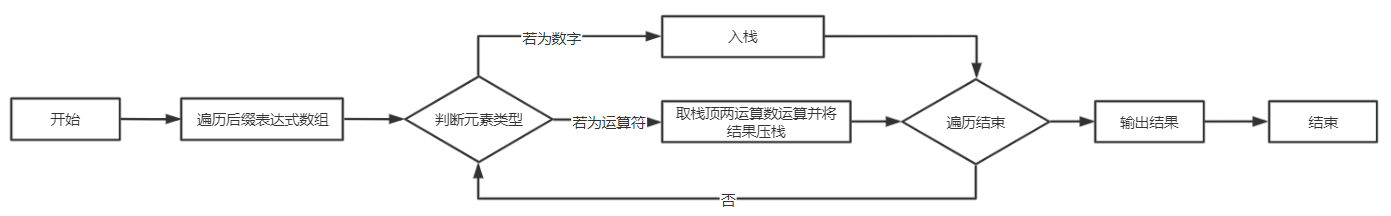 若为数字
入栈
开始
遍历后缀表达式数组
判断元素类型
若为运算符
取栈顶两运算数运算并将
结果压栈
遍历结束
输出结果
结束
否